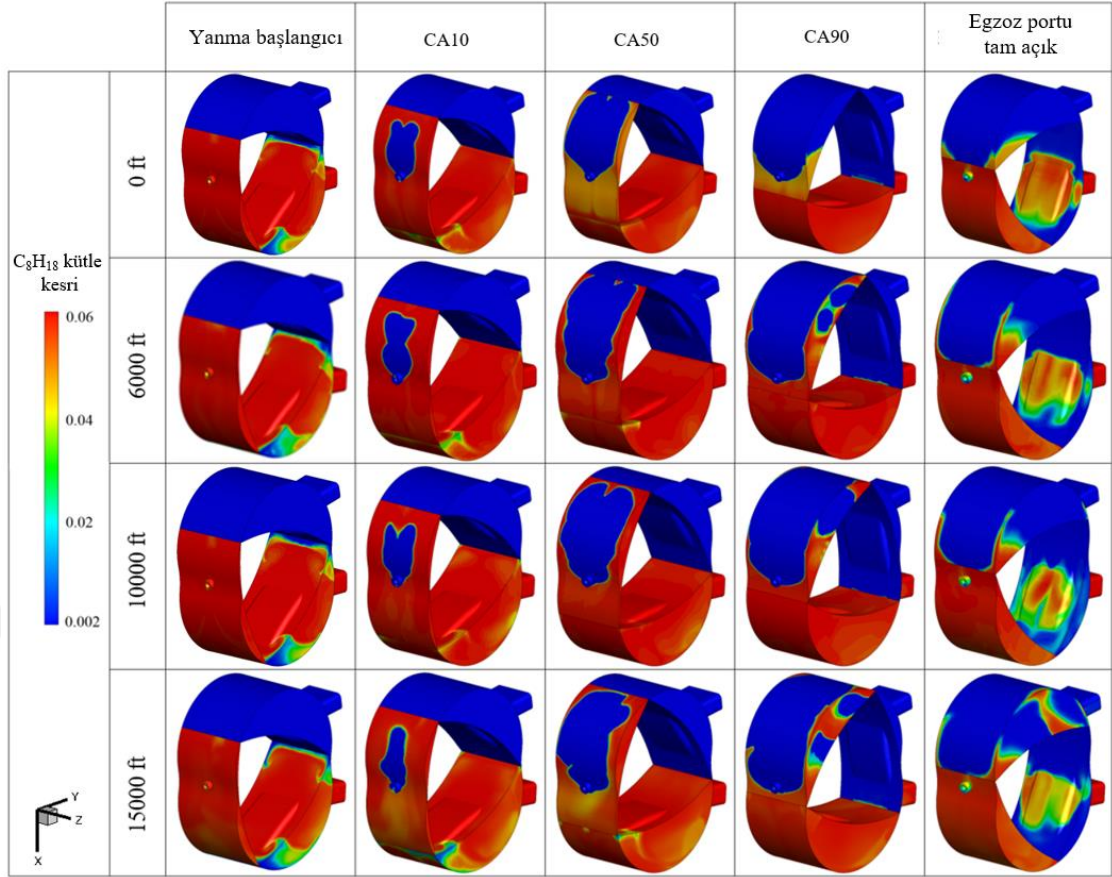 Yanma başlangıcı
CA10
CA50
CA90
Egzoz portu
tam açık
C₈H₁₈ kütle
kesri
0.06
0.04
0.02
0.002
0 ft
6000 ft
10000 ft
15000 ft
Y
Z
X